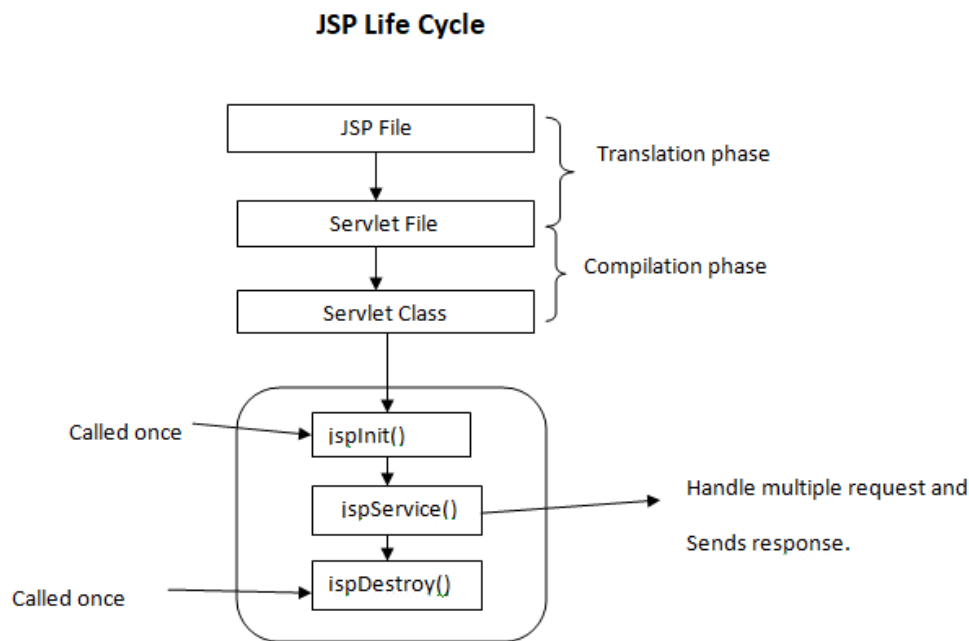 JSP Life Cycle
JSP File
Translation phase
Servlet File
Compilation phase
Servlet Class
Called once
jspInit()
jspService()
Handle multiple request and
Sends response.
jspDestroy()
Called once